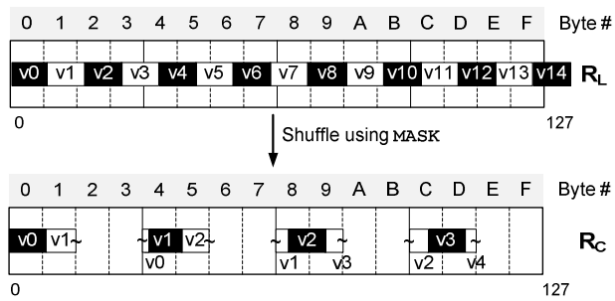 0 1 2 3 4 5 6 7 8 9 A B C D E F Byte #
v0 v1 v2 v3 v4 v5 v6 v7 v8 v9 v10 v11 v12 v13 v14 RL
0 127
Shuffle using MASK
0 1 2 3 4 5 6 7 8 9 A B C D E F Byte #
v0 v1~ ~ v1 v2~ ~ v2 ~ ~ v3 ~ RC
v0 v1 v3 v2 v4
0 127